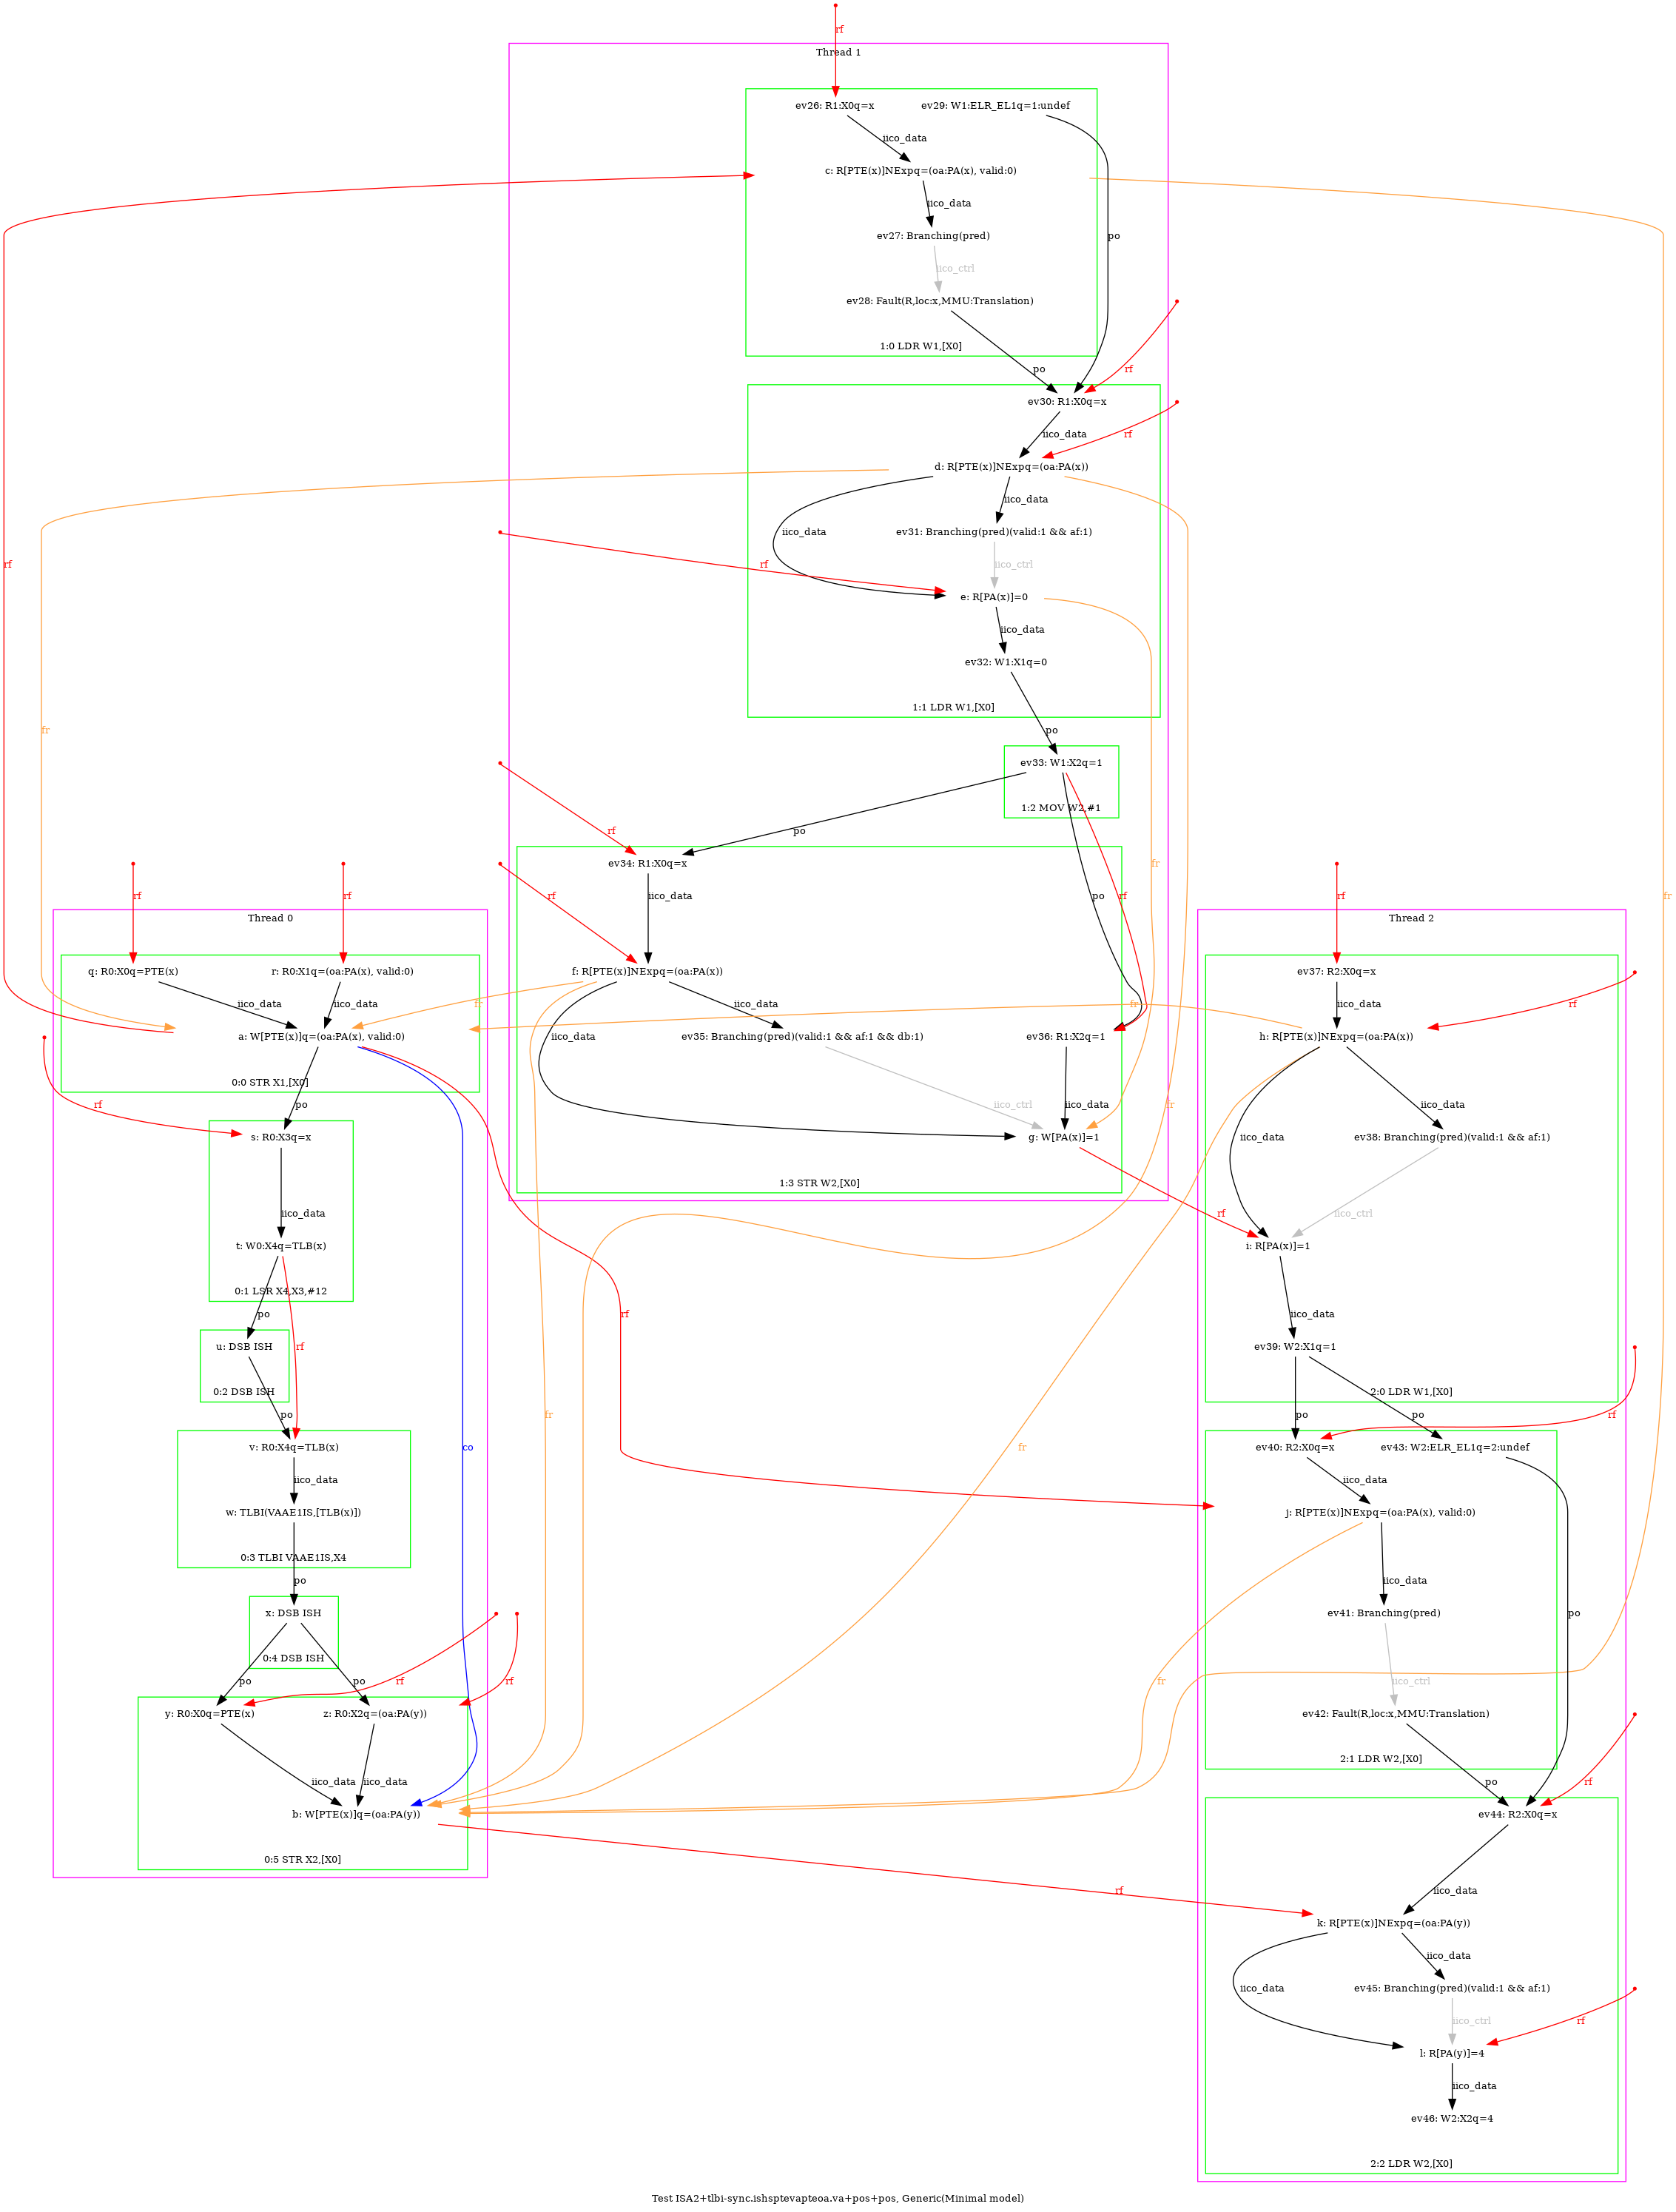 rf
Thread 1
ev26: R1:X0q=x
ev29: W1:ELR_EL1q=1:undef
iico_data
c: R[PTE(x)]NExpq=(oa:PA(x), valid:0)
iico_data
ev27: Branching(pred)
po
iico_ctrl
ev28: Fault(R,loc:x,MMU:Translation)
1:0 LDR W1,[X0]
po
rf
ev30: R1:X0q=x
iico_data
rf
d: R[PTE(x)]NExpq=(oa:PA(x))
iico_data
iico_data
ev31: Branching(pred)(valid:1 && af:1)
rf
rf
iico_ctrl
e: R[PA(x)]=0
iico_data
ev32: W1:X1q=0
1:1 LDR W1,[X0]
fr
po
ev33: W1:X2q=1
1:2 MOV W2,#1
rf
po
ev34: R1:X0q=x
fr
fr
rf
rf
rf
iico_data
po
rf
rf
Thread 0
Thread 2
q: R0:X0q=PTE(x)
r: R0:X1q=(oa:PA(x), valid:0)
f: R[PTE(x)]NExpq=(oa:PA(x))
ev37: R2:X0q=x
iico_data
iico_data
fr
iico_data
fr
iico_data
rf
a: W[PTE(x)]q=(oa:PA(x), valid:0)
iico_data
ev35: Branching(pred)(valid:1 && af:1 && db:1)
ev36: R1:X2q=1
h: R[PTE(x)]NExpq=(oa:PA(x))
0:0 STR X1,[X0]
rf
po
iico_ctrl
iico_data
fr
iico_data
s: R0:X3q=x
g: W[PA(x)]=1
iico_data
ev38: Branching(pred)(valid:1 && af:1)
1:3 STR W2,[X0]
iico_data
rf
iico_ctrl
t: W0:X4q=TLB(x)
i: R[PA(x)]=1
0:1 LSR X4,X3,#12
po
rf
iico_data
u: DSB ISH
rf
ev39: W2:X1q=1
0:2 DSB ISH
2:0 LDR W1,[X0]
po
fr
po
po
rf
v: R0:X4q=TLB(x)
co
fr
ev40: R2:X0q=x
ev43: W2:ELR_EL1q=2:undef
iico_data
iico_data
w: TLBI(VAAE1IS,[TLB(x)])
j: R[PTE(x)]NExpq=(oa:PA(x), valid:0)
0:3 TLBI VAAE1IS,X4
po
iico_data
x: DSB ISH
ev41: Branching(pred)
po
0:4 DSB ISH
po
po
rf
rf
fr
iico_ctrl
y: R0:X0q=PTE(x)
z: R0:X2q=(oa:PA(y))
ev42: Fault(R,loc:x,MMU:Translation)
2:1 LDR W2,[X0]
iico_data
iico_data
po
rf
b: W[PTE(x)]q=(oa:PA(y))
ev44: R2:X0q=x
0:5 STR X2,[X0]
rf
iico_data
k: R[PTE(x)]NExpq=(oa:PA(y))
iico_data
iico_data
ev45: Branching(pred)(valid:1 && af:1)
iico_ctrl
rf
l: R[PA(y)]=4
iico_data
ev46: W2:X2q=4
2:2 LDR W2,[X0]
Test ISA2+tlbi-sync.ishsptevapteoa.va+pos+pos, Generic(Minimal model)